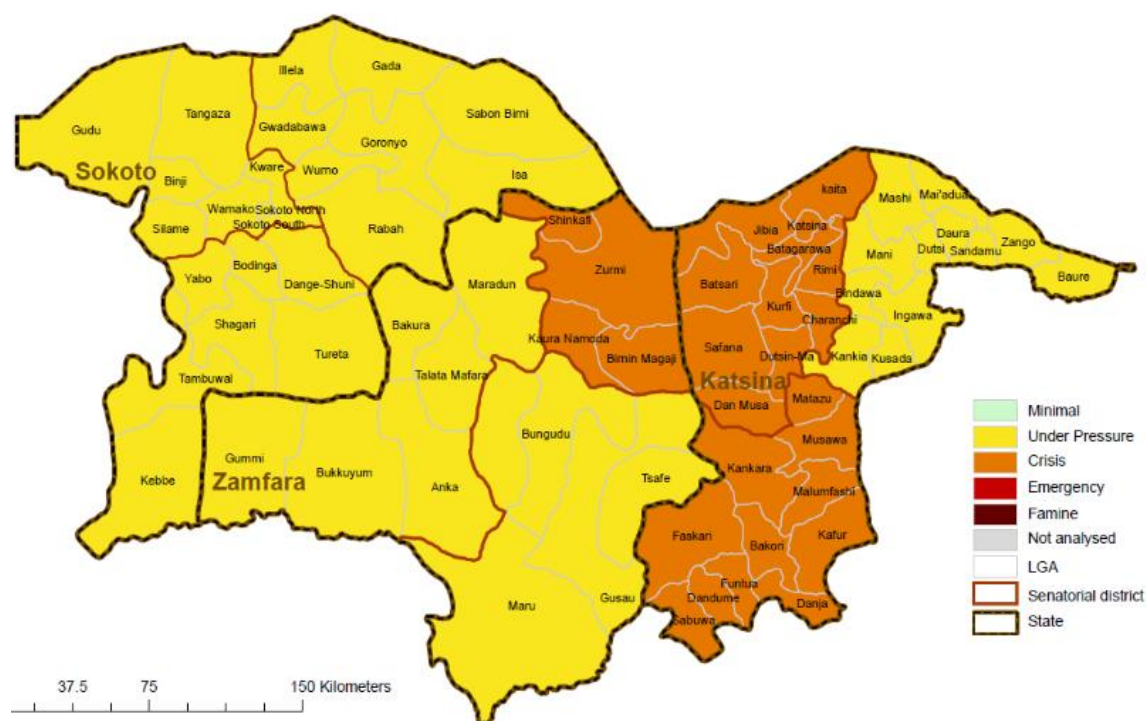 Illela
Gada
Tangaza
Sabon Birni
Gudu
Gwadabawa
Goronyo
Sokoto
Kware
Wurno
Isa
Binji
Wamako
Sokoto North
Sokoto South
Silame
Rabah
Bodinga
Yabo
Dange-Shuni
Shagari
Tureta
Tambuwal
Kebbe
Shinkafi
Zurmi
Maradun
Bakura
Kaura Namoda
Birnin Magaji
Talata Mafara
Bungudu
Tsafe
Gummi
Bukkuyum
Zamfara
Anka
Maru
Gusau
kaita
Mashi
Mai'adua
Jibia
Katsina
Batagarawa
Daura
Zango
Dutsi
Sandamu
Mani
Rimi
Baure
Batsari
Bindawa
Kurfi
Ingawa
Charanchi
Safana
Dutsin-Ma
Kankia
Kusada
Katsina
Dan Musa
Matazu
Musawa
Kankara
Malumfashi
Faskari
Bakori
Kafur
Funtua
Dandume
Danja
Sabuwa
Minimal
Under Pressure
Crisis
Emergency
Famine
Not analysed
LGA
Senatorial district
State
37.5 75 150 Kilometers